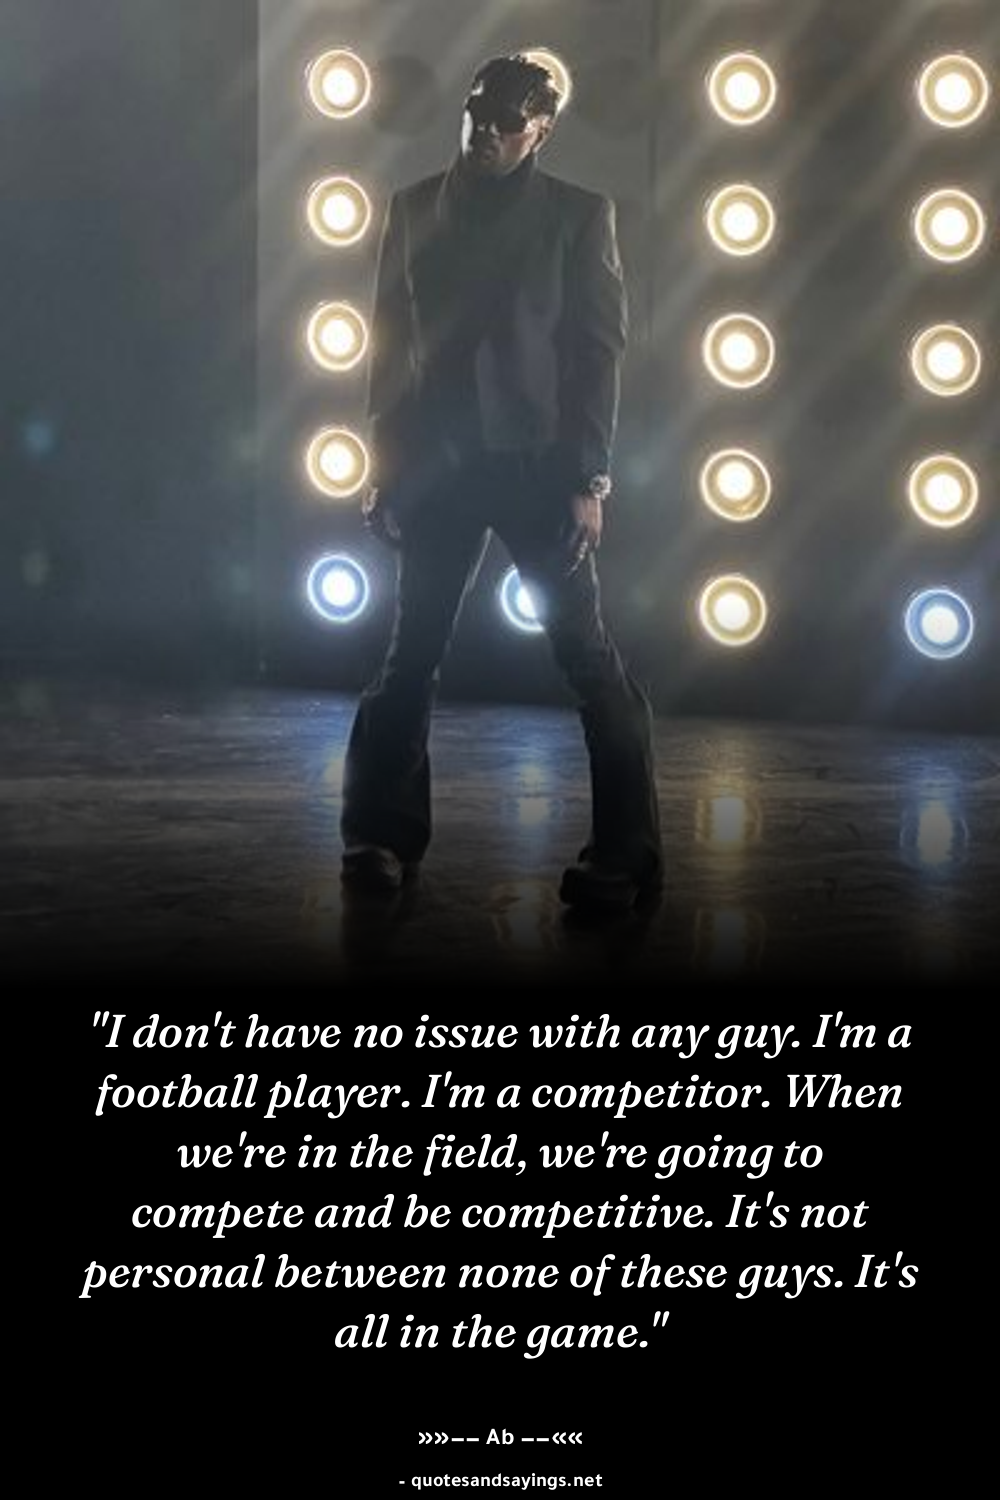 "I don't have no issue with any guy. I'm a
football player. I'm a competitor. When
we're in the field, we're going to
compete and be competitive. It's not
personal between none of these guys. It's
all in the game."
»»–– Ab ––««
- quotesandsayings.net